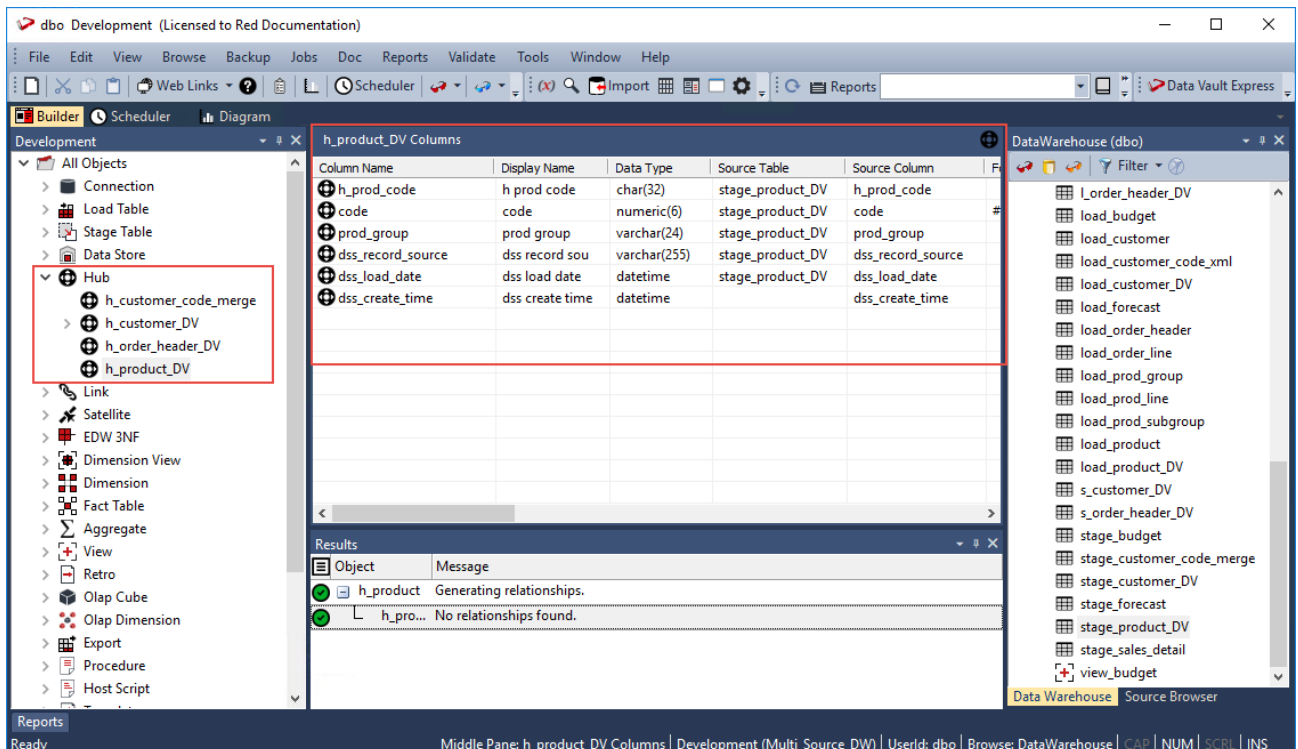 dbo Development (Licensed to Red Documentation)
File Edit View Browse Backup Jobs Doc Reports Validate Tools Window Help
Web Links Scheduler (x) Import Reports Data Vault Express
Builder Scheduler Diagram
Development
All Objects
Connection
Load Table
Stage Table
Data Store
Hub
h_customer_code_merge
h_customer_DV
h_order_header_DV
h_product_DV
Link
Satellite
EDW 3NF
Dimension View
Dimension
Fact Table
Aggregate
View
Retro
Olap Cube
Olap Dimension
Export
Procedure
Host Script
h_product_DV Columns
Column Name Display Name Data Type Source Table Source Column
h_prod_code h prod code char(32) stage_product_DV h_prod_code
code code numeric(6) stage_product_DV code #
prod_group prod group varchar(24) stage_product_DV prod_group
dss_record_source dss record sou varchar(255) stage_product_DV dss_record_source
dss_load_date dss load date datetime stage_product_DV dss_load_date
dss_create_time dss create time datetime dss_create_time
Results
Object Message
h_product Generating relationships.
h_pro... No relationships found.
DataWarehouse (dbo)
Filter
l_order_header_DV
load_budget
load_customer
load_customer_code_xml
load_customer_DV
load_forecast
load_order_header
load_order_line
load_prod_group
load_prod_line
load_prod_subgroup
load_product
load_product_DV
s_customer_DV
s_order_header_DV
stage_budget
stage_customer_code_merge
stage_customer_DV
stage_forecast
stage_product_DV
stage_sales_detail
view_budget
Data Warehouse Source Browser
Reports
Ready Middle Pane: h_product_DV Columns Development (Multi_Source_DW) UserId: dbo Browse: DataWarehouse CAP NUM SCRL INS